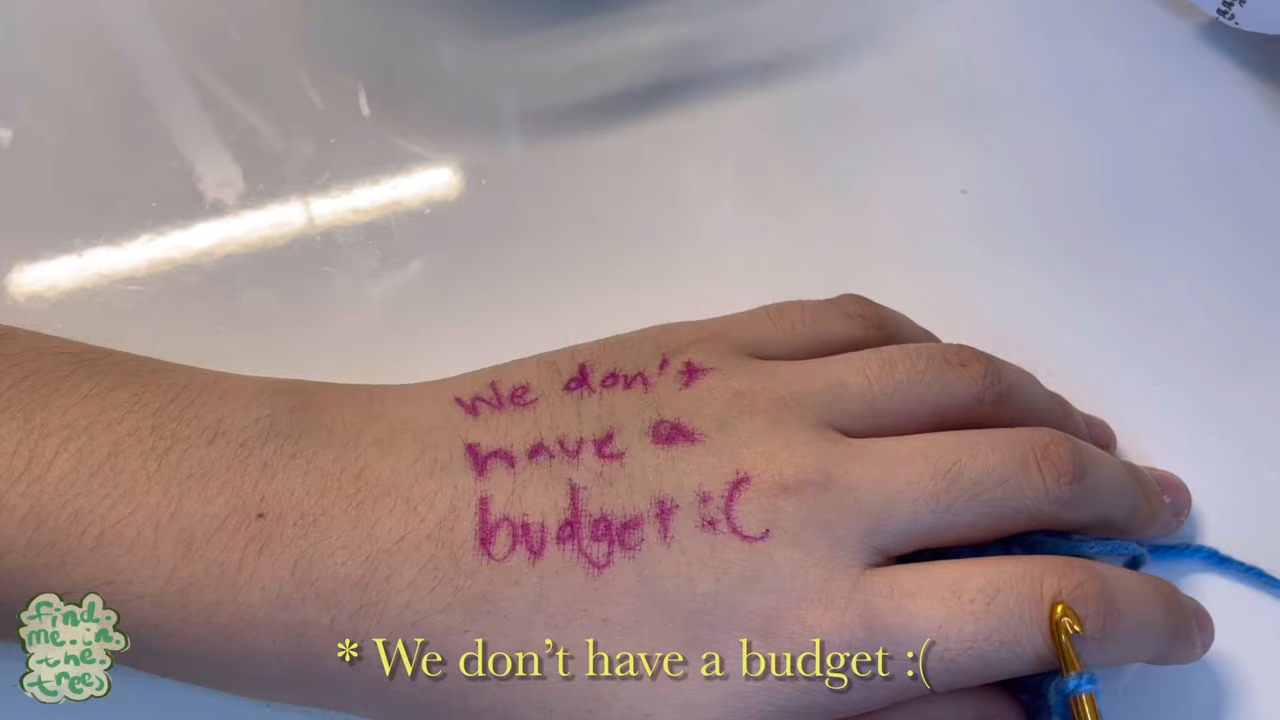 We don't
have a
budget :(
* We don't have a budget :(
find.
me.in.
the.
trees